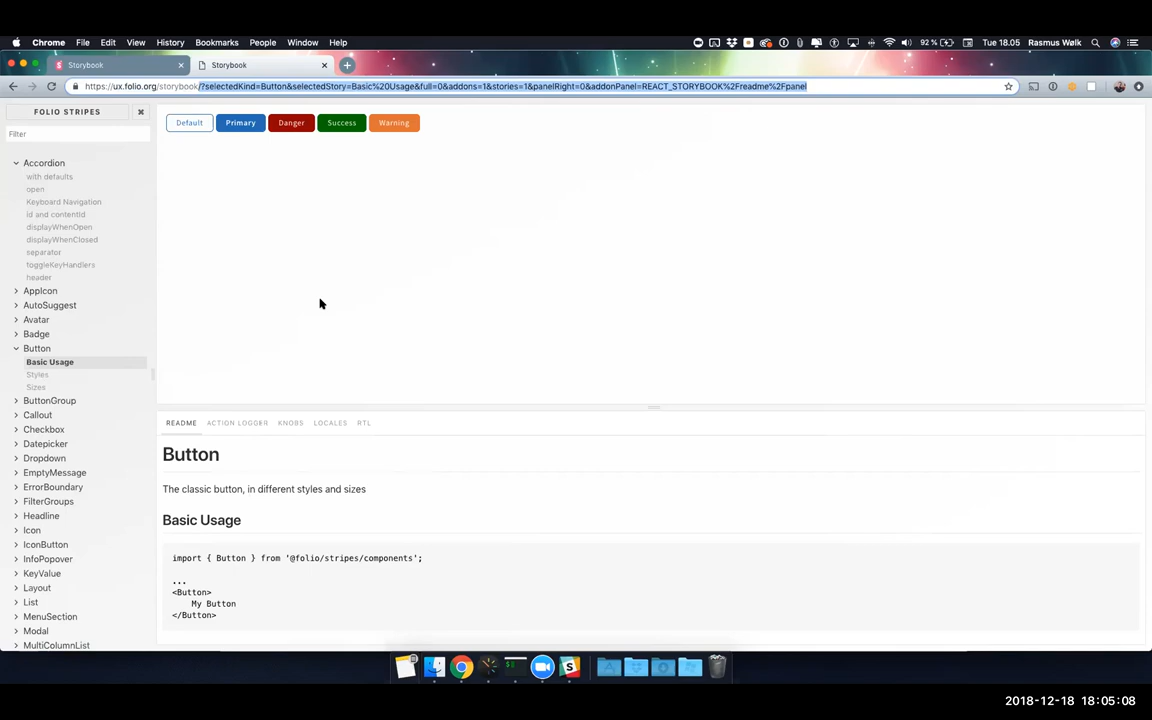 Chrome File Edit View History Bookmarks People Window Help 92 % Tue 18.05 Rasmus Wølk
Storybook Storybook
https://ux.folio.org/storybook/?selectedKind=Button&selectedStory=Basic%20Usage&full=0&addons=1&stories=1&panelRight=0&addonPanel=REACT_STORYBOOK%2Freadme%2Fpanel
FOLIO STRIPES
Filter
Accordion
with defaults
open
Keyboard Navigation
id and contentId
displayWhenOpen
displayWhenClosed
separator
toggleKeyHandlers
header
AppIcon
AutoSuggest
Avatar
Badge
Button
Basic Usage
Styles
Sizes
ButtonGroup
Callout
Checkbox
Datepicker
Dropdown
EmptyMessage
ErrorBoundary
FilterGroups
Headline
Icon
IconButton
InfoPopover
KeyValue
Layout
List
MenuSection
Modal
MultiColumnList
Default Primary Danger Success Warning
README ACTION LOGGER KNOBS LOCALES RTL
Button
The classic button, in different styles and sizes
Basic Usage
import { Button } from '@folio/stripes/components';
...
<Button>
My Button
</Button>
2018-12-18 18:05:08